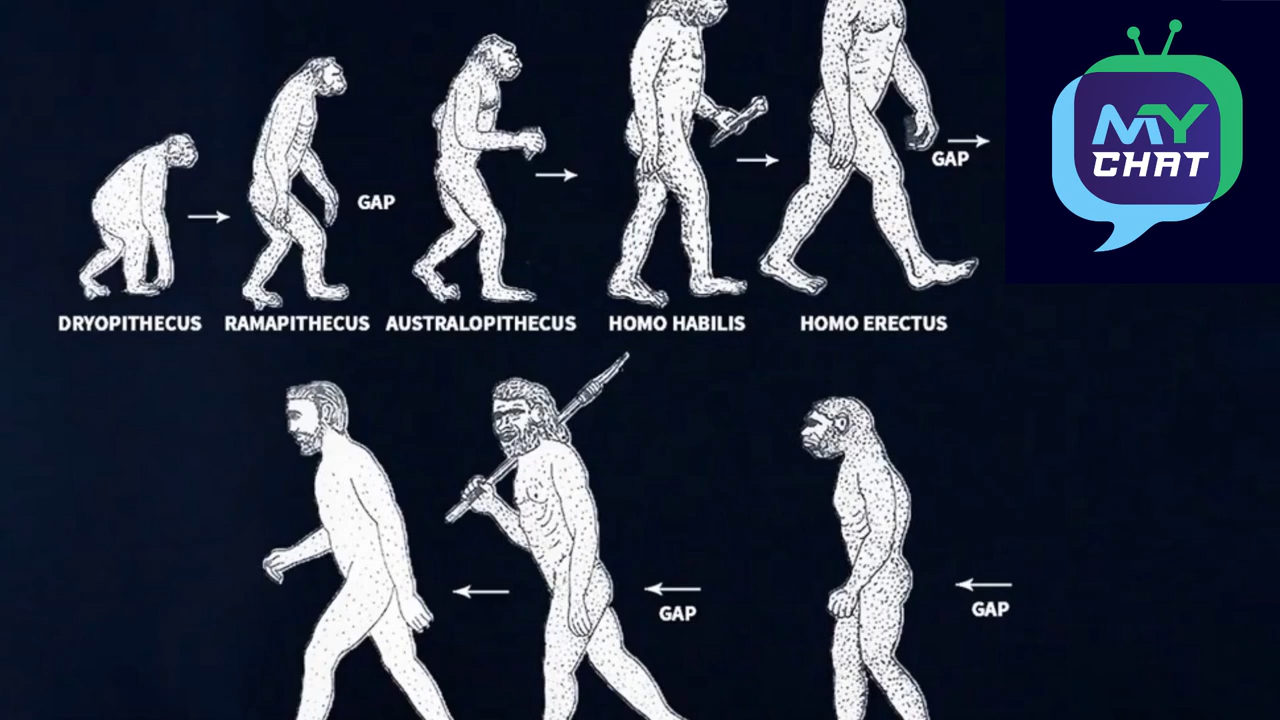 MY
CHAT
GAP
GAP
DRYOPITHECUS
RAMAPITHECUS
AUSTRALOPITHECUS
HOMO HABILIS
HOMO ERECTUS
GAP
GAP